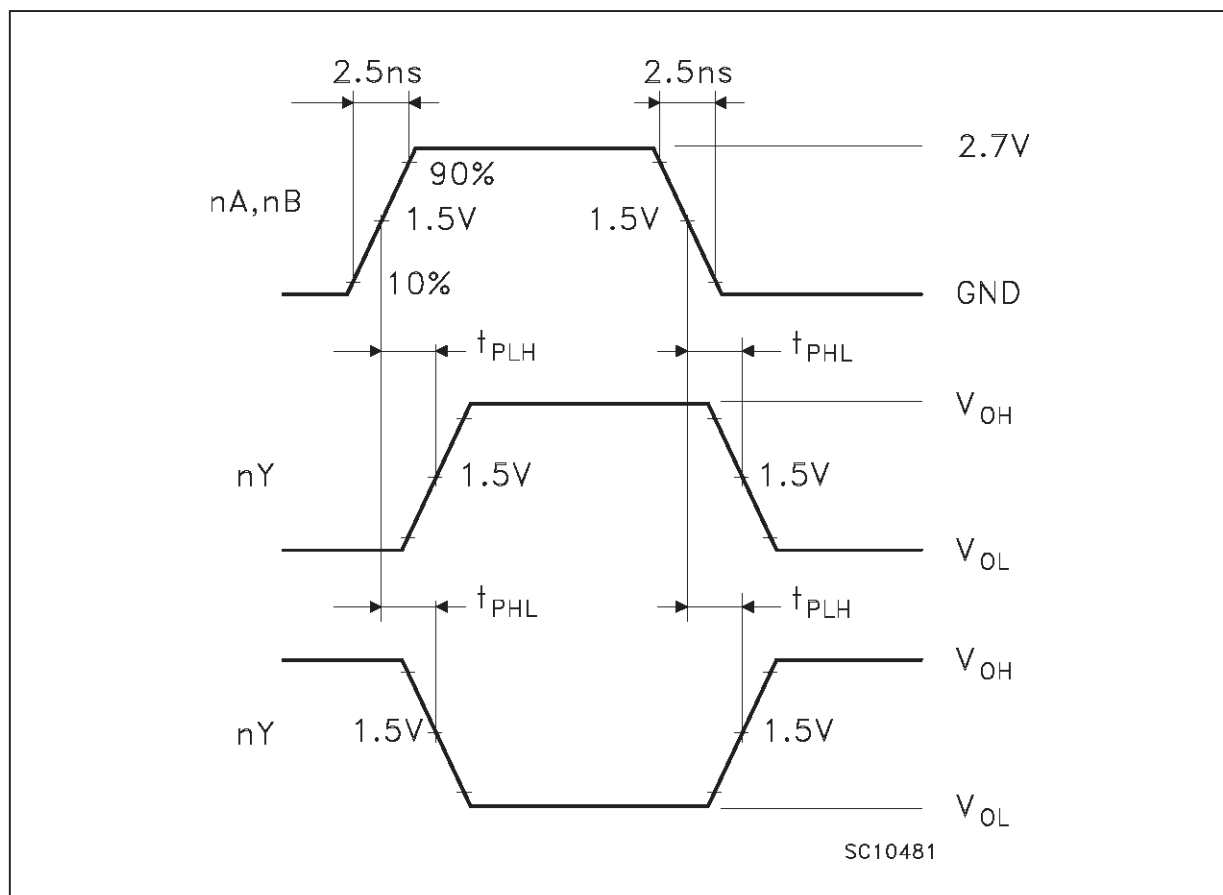 2.5ns 2.5ns
2.7V
90%
nA,nB 1.5V 1.5V
10% GND
tPLH tPHL
VOH
nY 1.5V 1.5V
VOL
tPHL tPLH
VOH
nY 1.5V 1.5V
VOL
SC10481